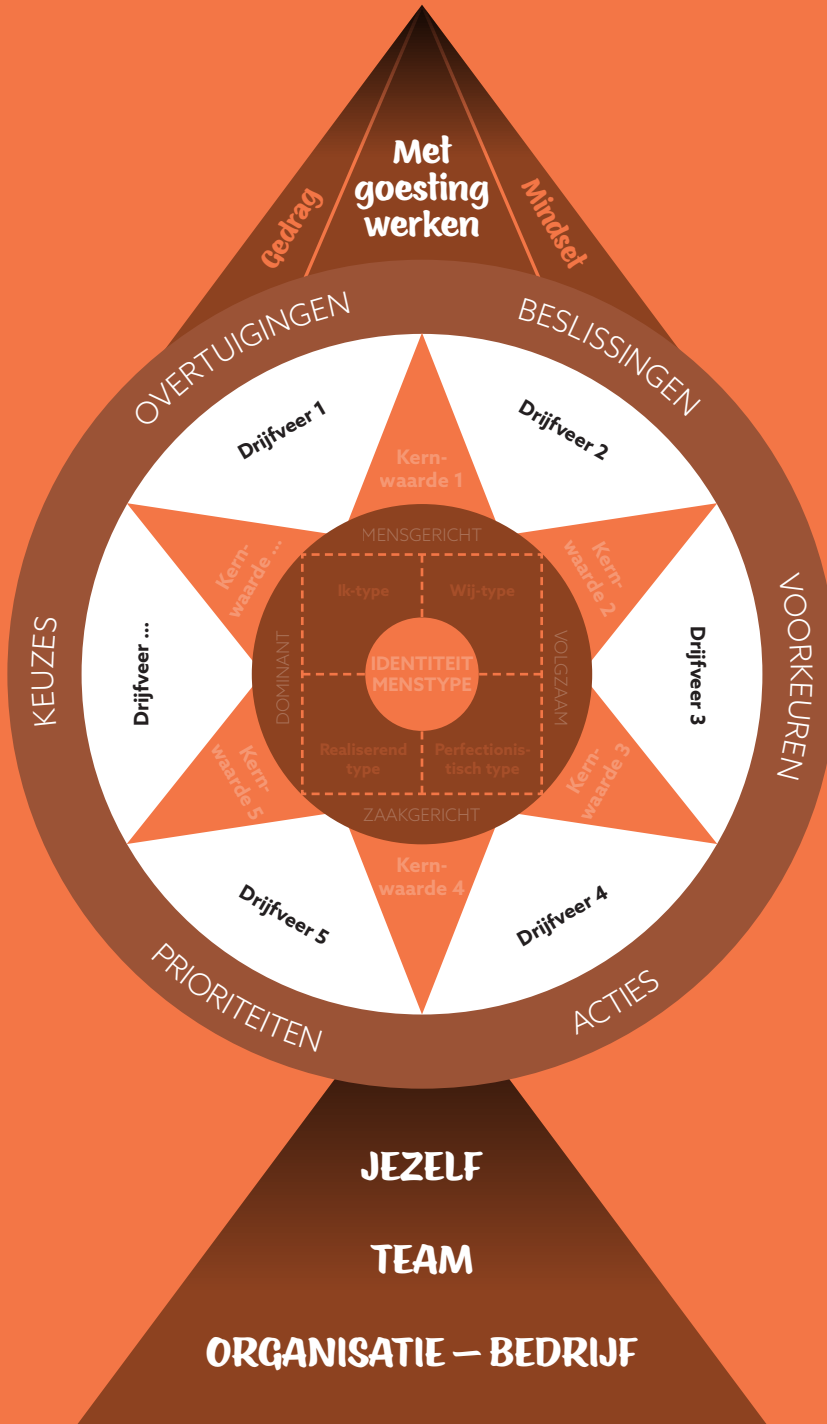 Met
goesting
werken
Gedrag
Mindset
OVERTUIGINGEN
BESLISSINGEN
Drijfveer 1
Drijfveer 2
Kern-
waarde 1
MENSGERICHT
Kern-
waarde ...
Kern-
waarde 2
Ik-type
Wij-type
KEUZES
Drijfveer ...
DOMINANT
IDENTITEIT
MENSTYPE
VOLGZAAM
Drijfveer 3
VOORKEUREN
Realiserend
type
Perfectionis-
tisch type
Kern-
waarde 5
Kern-
waarde 3
ZAAKGERICHT
Kern-
waarde 4
Drijfveer 5
Drijfveer 4
PRIORITEITEN
ACTIES
JEZELF
TEAM
ORGANISATIE – BEDRIJF